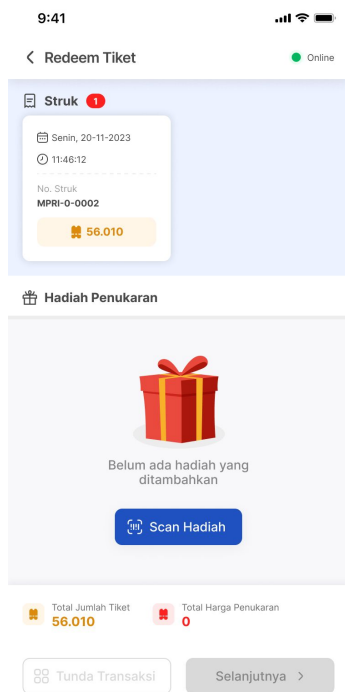 9:41
Redeem Tiket
Online
Struk 1
Senin, 20-11-2023
11:46:12
No. Struk
MPRI-0-0002
56.010
Hadiah Penukaran
Belum ada hadiah yang
ditambahkan
Scan Hadiah
Total Jumlah Tiket
56.010
Total Harga Penukaran
0
Tunda Transaksi
Selanjutnya